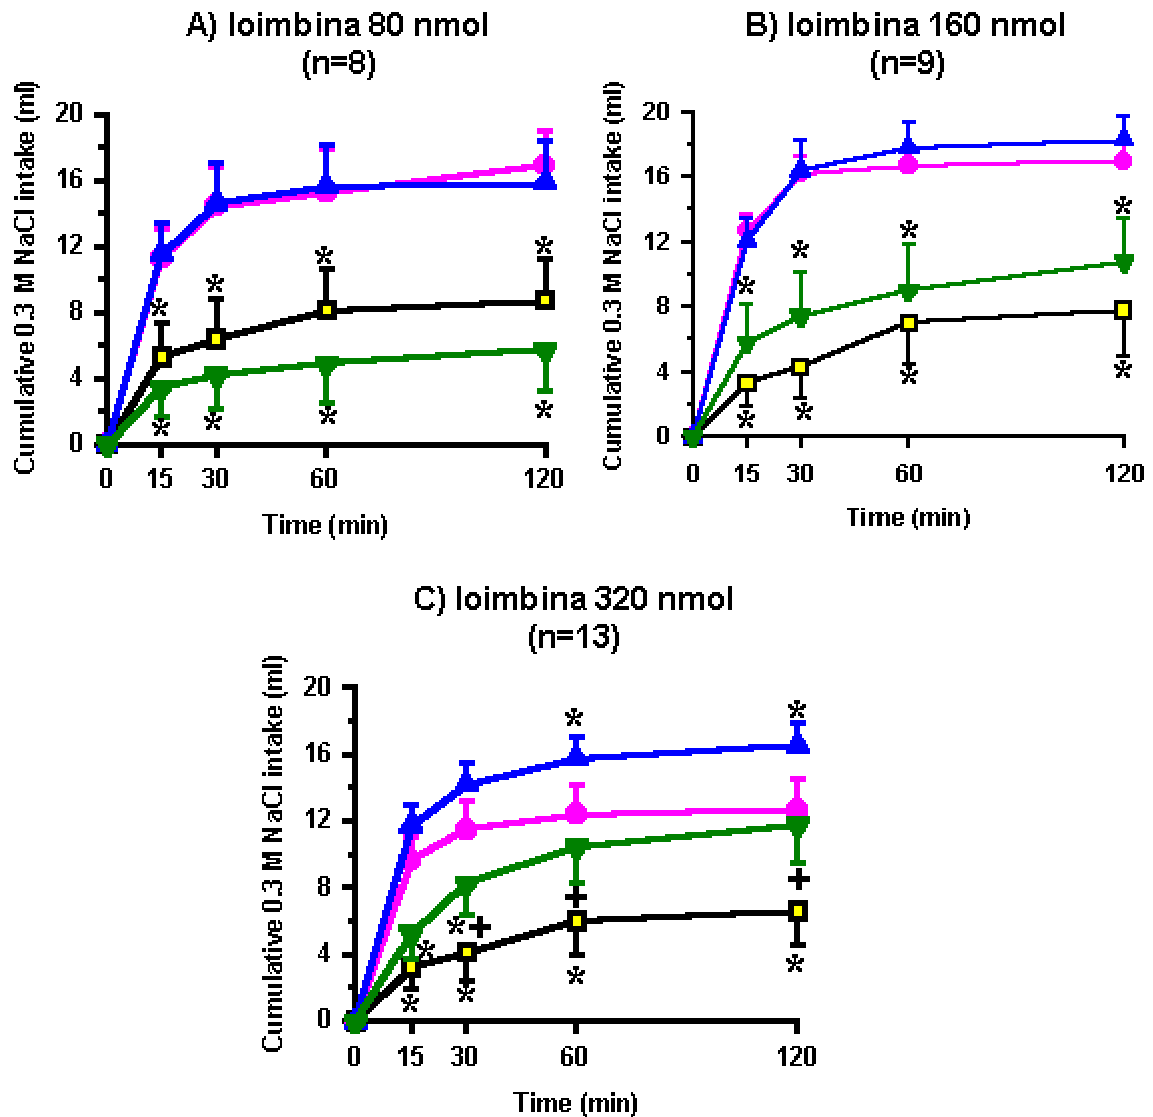 A) Ioimbina 80 nmol
(n=8)
Cumulative 0.3 M NaCl intake (ml)
20
16
12
8
4
0
* * * *
* * * *
0 15 30 60 120
Time (min)
B) Ioimbina 160 nmol
(n=9)
Cumulative 0.3 M NaCl intake (ml)
20
16
12
8
4
0
* * * *
* * * *
0 15 30 60 120
Time (min)
C) Ioimbina 320 nmol
(n=13)
Cumulative 0.3 M NaCl intake (ml)
20
16
12
8
4
0
* *
* * + + +
* * * *
0 15 30 60 120
Time (min)